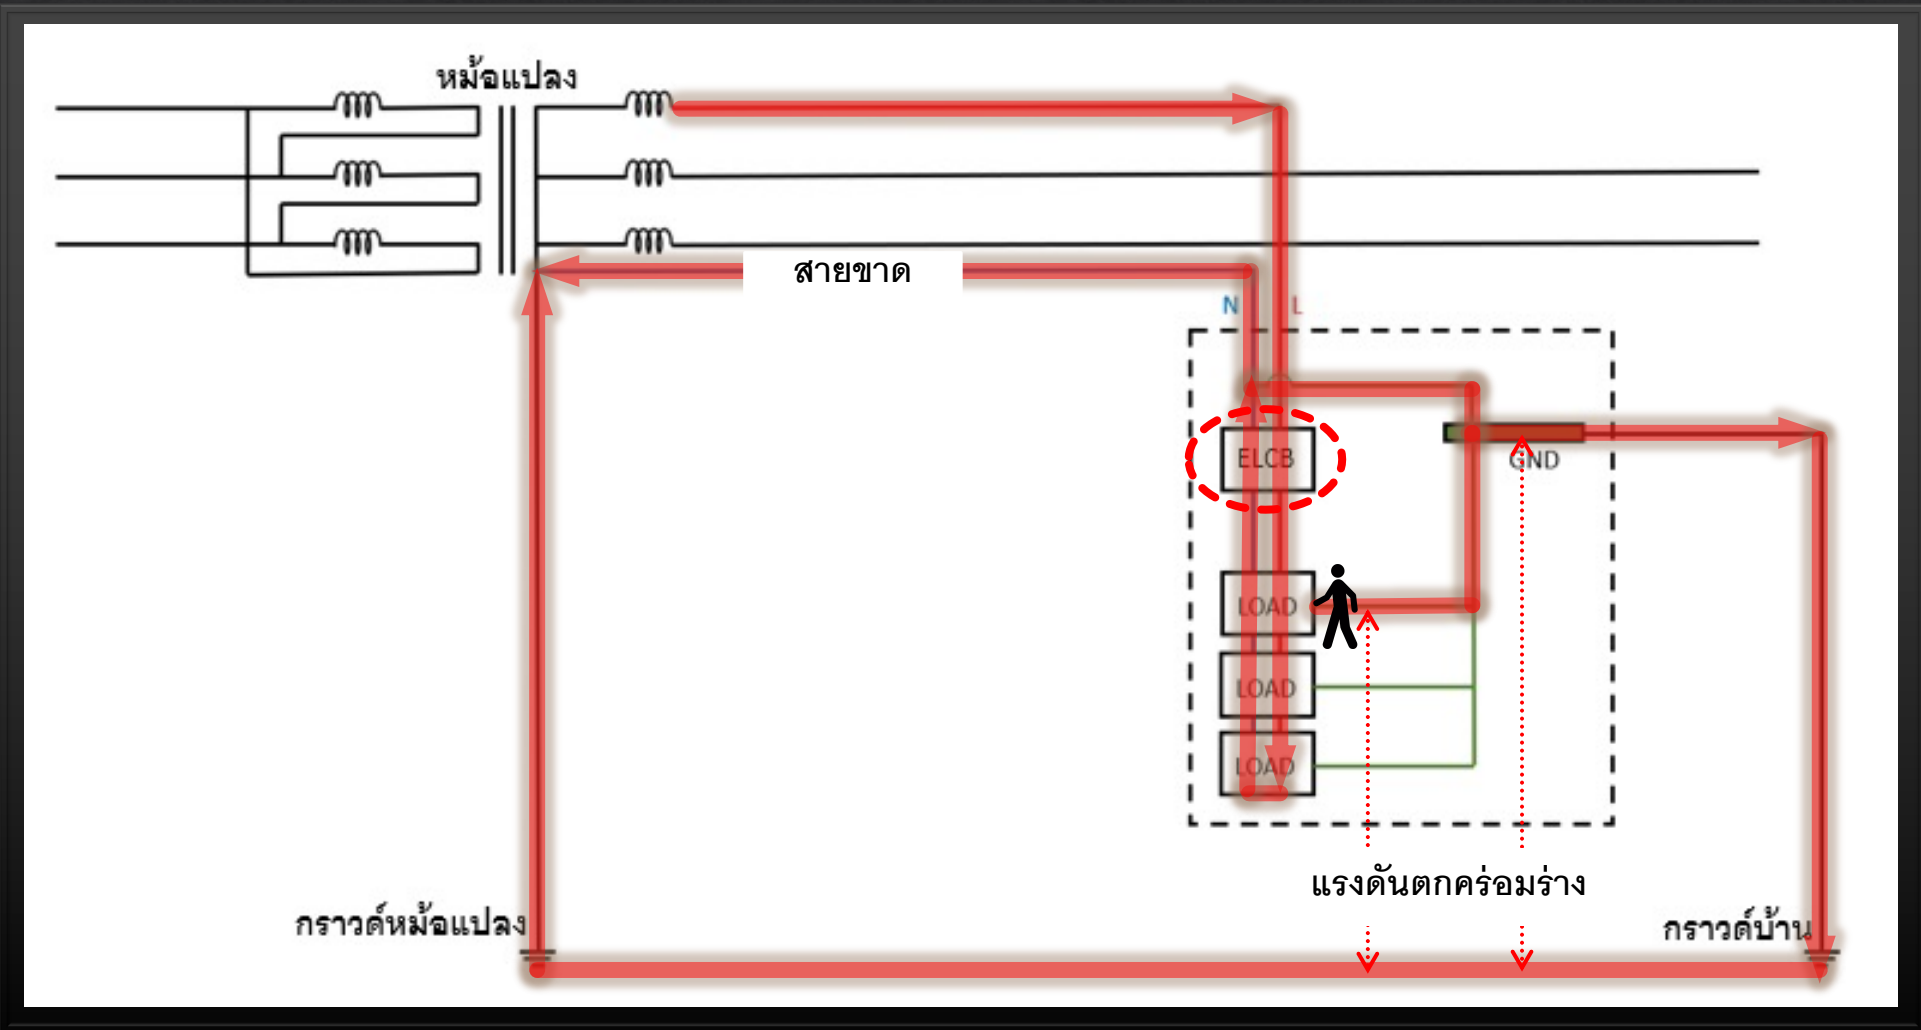 หม้อแปลง
สายขาด
N
L
ELCB
GND
LOAD
LOAD
LOAD
แรงดันตกคร่อมร่าง
กราวด์หม้อแปลง
กราวด์บ้าน